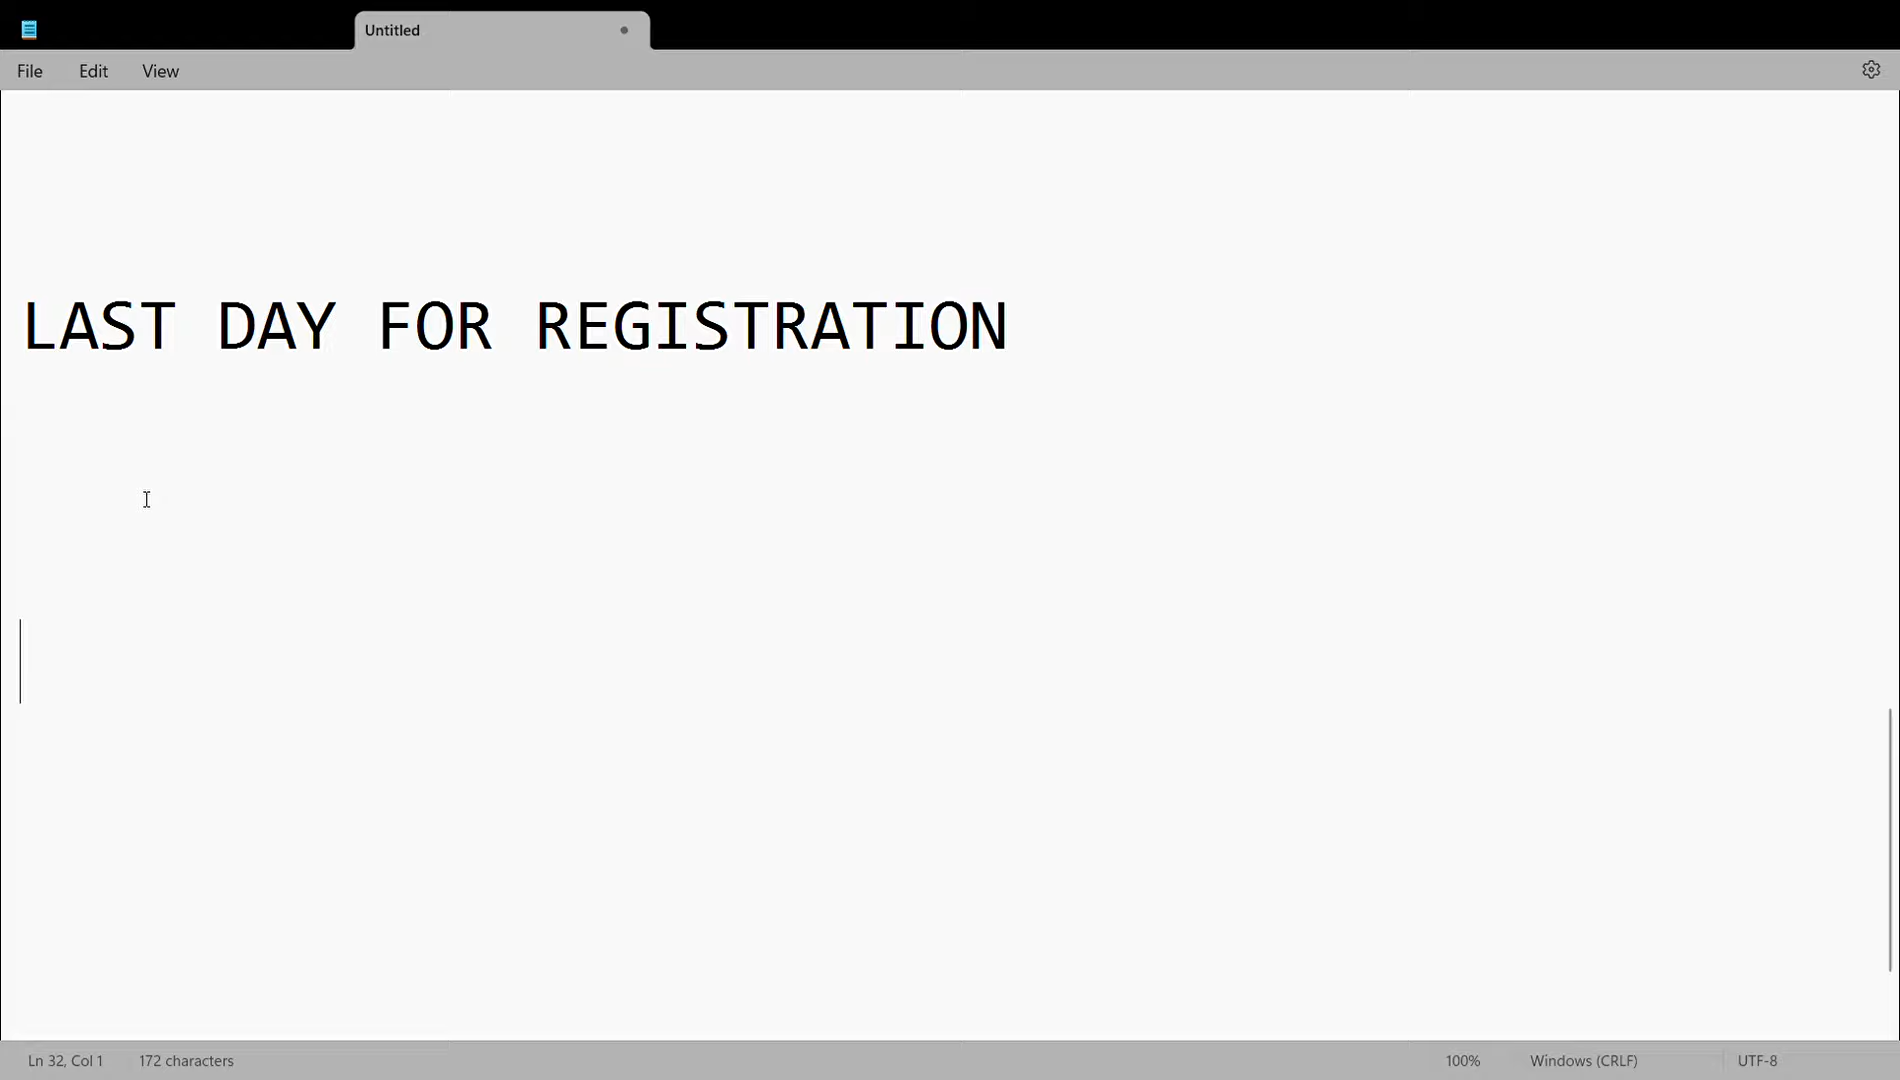 Untitled
File Edit View
LAST DAY FOR REGISTRATION
Ln 32, Col 1 172 characters 100% Windows (CRLF) UTF-8